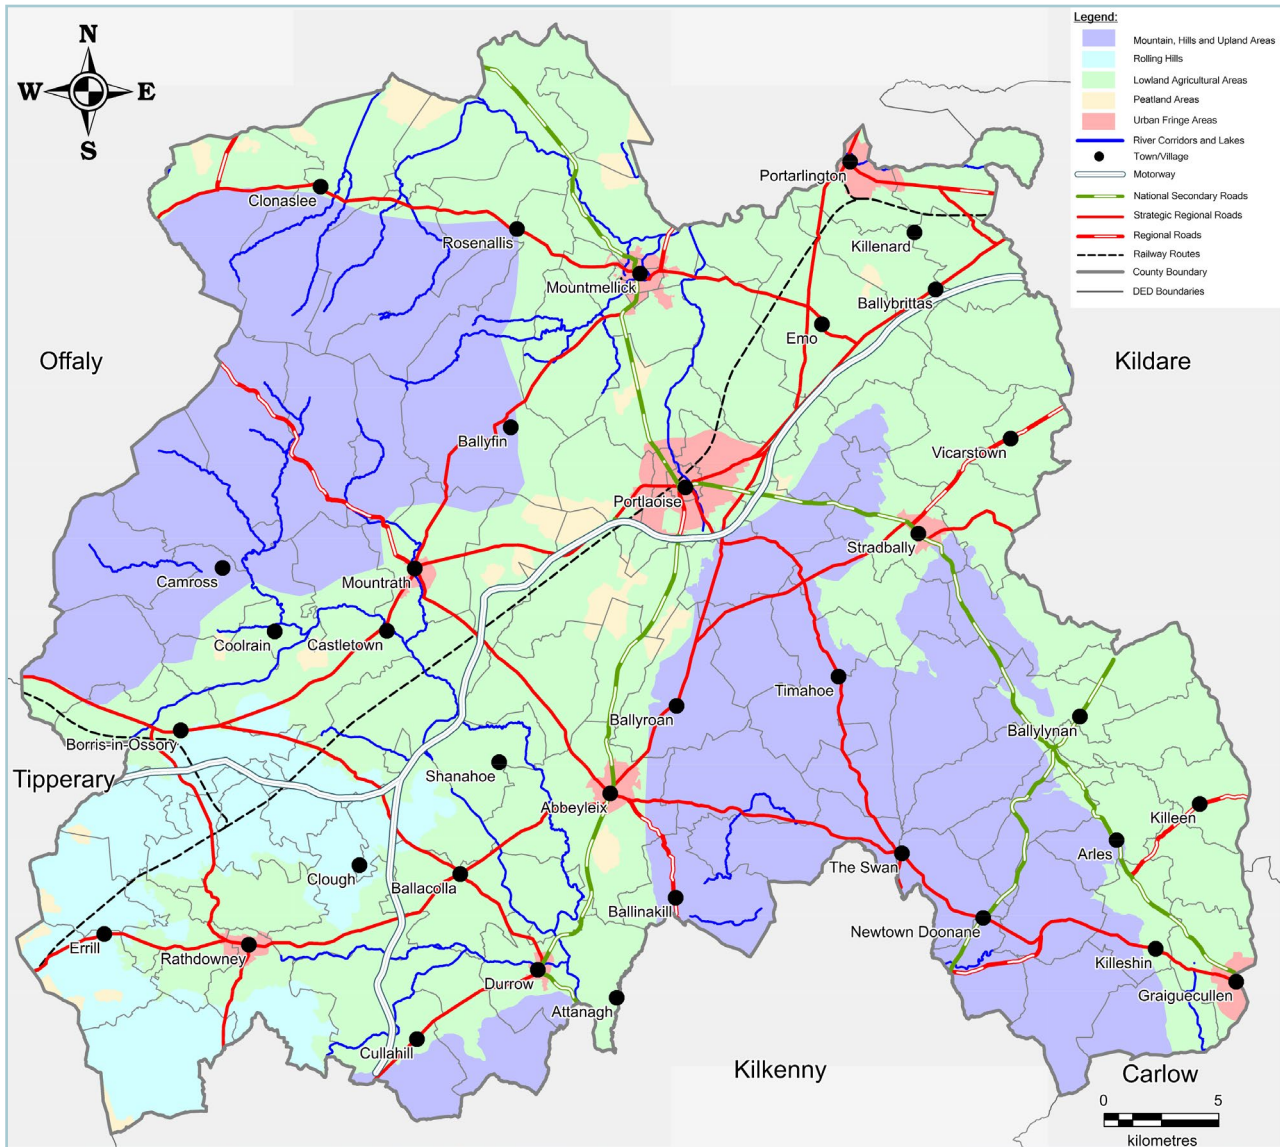 N
W
E
S
Legend:
Mountain, Hills and Upland Areas
Rolling Hills
Lowland Agricultural Areas
Peatland Areas
Urban Fringe Areas
River Corridors and Lakes
Town/Village
Motorway
National Secondary Roads
Strategic Regional Roads
Regional Roads
Railway Routes
County Boundary
DED Boundaries
Portarlington
Clonaslee
Rosenallis
Killenard
Mountmellick
Ballybrittas
Emo
Offaly
Kildare
Ballyfin
Vicarstown
Portlaoise
Stradbally
Camross
Mountrath
Coolrain
Castletown
Timahoe
Ballyroan
Ballylynan
Borris-in-Ossory
Tipperary
Shanahoe
Abbeyleix
Killeen
Arles
The Swan
Clough
Ballacolla
Ballinakill
Newtown Doonane
Errill
Rathdowney
Killeshin
Durrow
Graiguecullen
Attanagh
Cullahill
Kilkenny
Carlow
0
5
kilometres